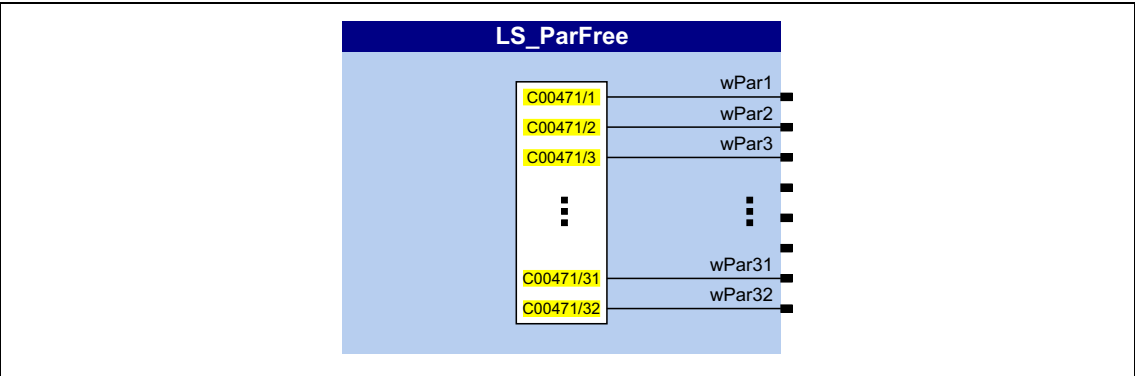 LS_ParFree
wPar1
C00471/1
wPar2
C00471/2
wPar3
C00471/3
wPar31
C00471/31
wPar32
C00471/32